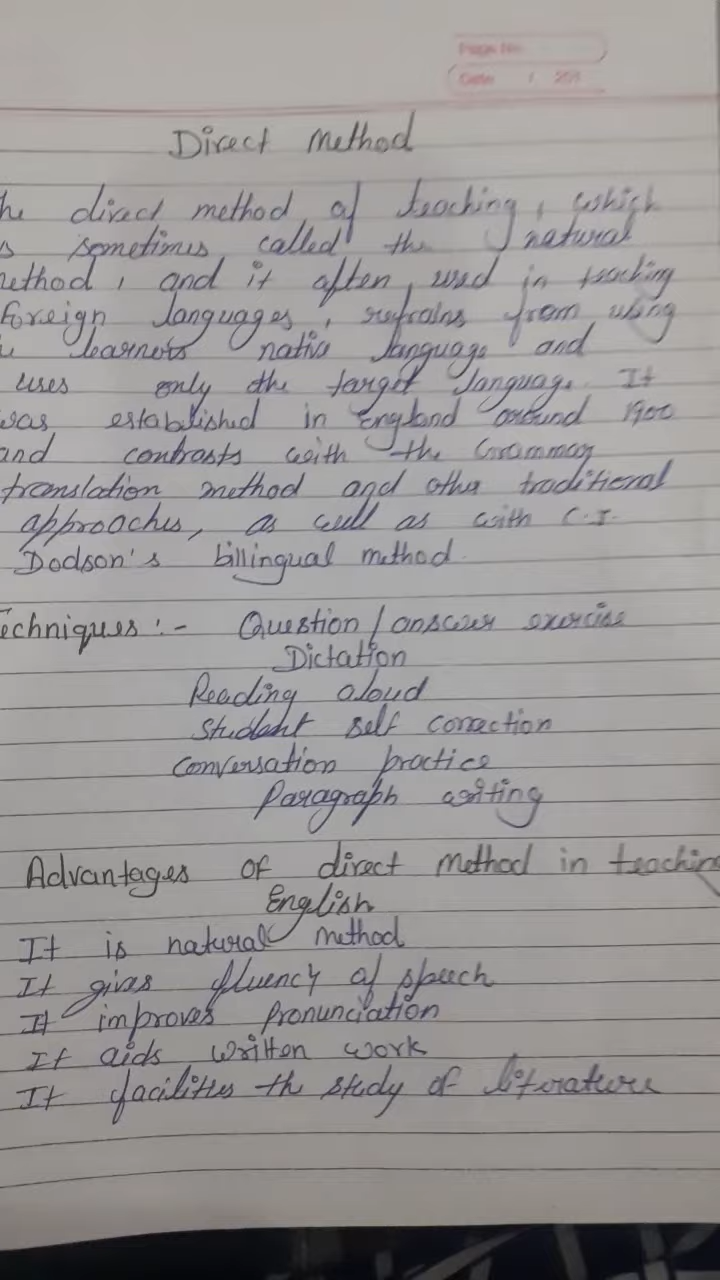 Page No.
Date / 201
Direct Method
he direct method of teaching, which
s sometimes called the natural
ethod, and it often used in teaching
foreign languages, refrains from using
e learners native language and
uses only the target language. It
was established in England around 1900
and contrasts with the Grammar
translation method and other traditional
approaches, as well as with C.J.
Dodson's billingual method.
echniques :- Question / answer exercise
Dictation
Reading aloud
Student self correction
Conversation practice
Paragraph writing
Advantages of direct method in teaching
English
It is natural method
It gives fluency of speech
It improves pronunciation
It aids written work
It facilities the study of literature